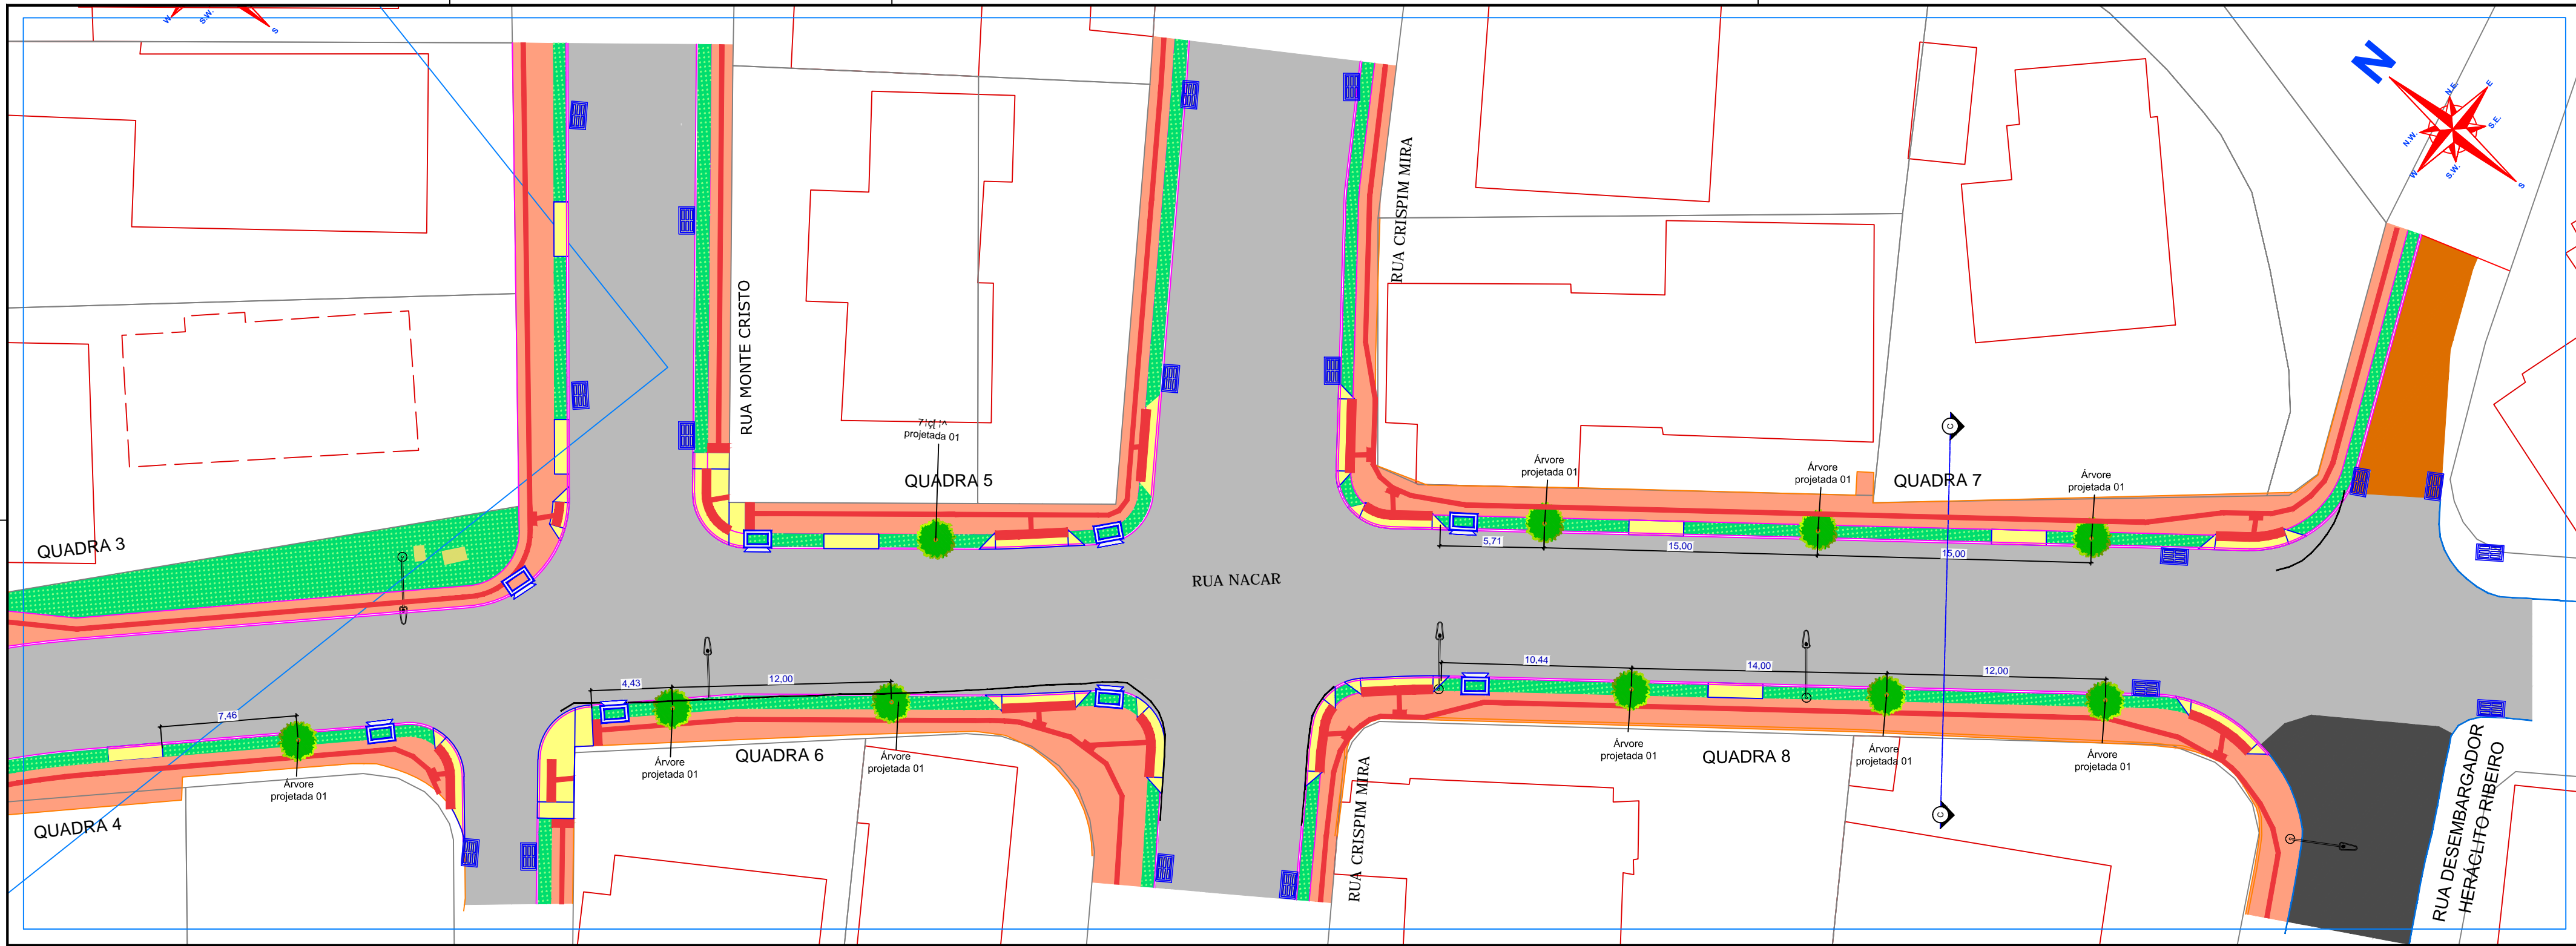 W
S.W.
S
N
N.E.
E
N.W.
S.E.
W
S.W.
S
RUA MONTE CRISTO
RUA CRISPIM MIRA
projetada 01
QUADRA 5
Árvore
projetada 01
Árvore
projetada 01
QUADRA 7
Árvore
projetada 01
C
QUADRA 3
5,71
15,00
15,00
RUA NACAR
4,43
12,00
10,44
14,00
12,00
7,46
QUADRA 6
Árvore
projetada 01
Árvore
projetada 01
Árvore
projetada 01
QUADRA 8
Árvore
projetada 01
Árvore
projetada 01
Árvore
projetada 01
QUADRA 4
C
RUA CRISPIM MIRA
RUA DESEMBARGADOR
HERÁCLITO RIBEIRO